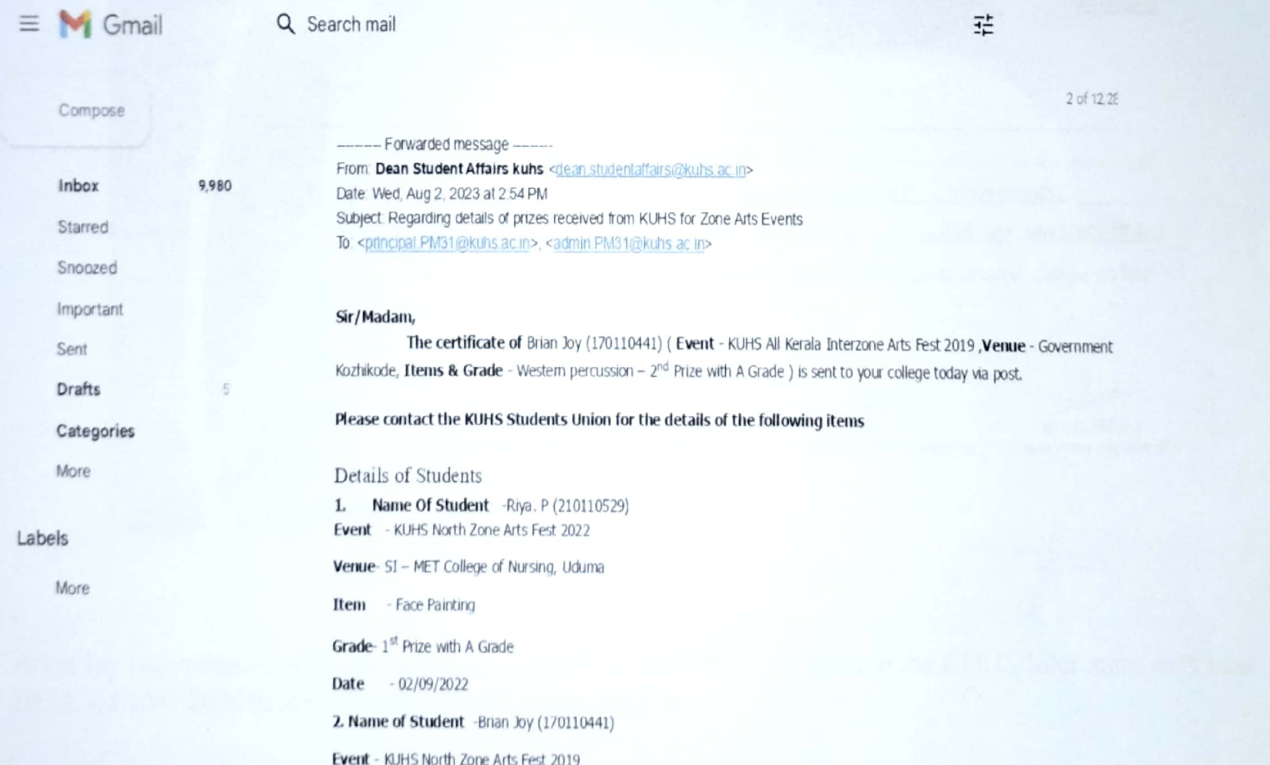 Gmail
Search mail
2 of 12,28
Compose
Inbox 9,980
Starred
Snoozed
Important
Sent
Drafts 5
Categories
More
Labels
More
----- Forwarded message -----
From: Dean Student Affairs kuhs <dean.studentaffairs@kuhs.ac.in>
Date: Wed, Aug 2, 2023 at 2:54 PM
Subject: Regarding details of prizes received from KUHS for Zone Arts Events
To: <principal.PM31@kuhs.ac.in>, <admin.PM31@kuhs.ac.in>
Sir/Madam,
The certificate of Brian Joy (170110441) ( Event - KUHS All Kerala Interzone Arts Fest 2019 ,Venue - Government
Kozhikode, Items & Grade - Western percussion – 2nd Prize with A Grade ) is sent to your college today via post.
Please contact the KUHS Students Union for the details of the following items
Details of Students
1. Name Of Student -Riya. P (210110529)
Event - KUHS North Zone Arts Fest 2022
Venue- SI – MET College of Nursing, Uduma
Item - Face Painting
Grade- 1st Prize with A Grade
Date - 02/09/2022
2. Name of Student -Brian Joy (170110441)
Event - KUHS North Zone Arts Fest 2019